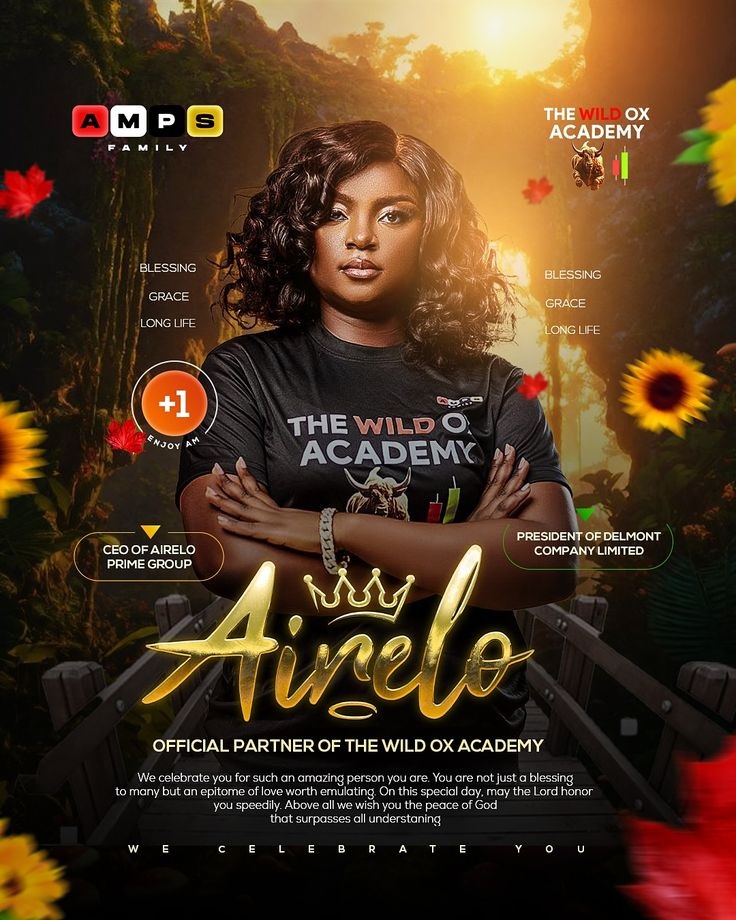 AMPS
FAMILY
THE WILD OX
ACADEMY
BLESSING
GRACE
LONG LIFE
BLESSING
GRACE
LONG LIFE
+1
ENJOY AM
AMPS
THE WILD O
ACADEMY
CEO OF AIRELO
PRIME GROUP
PRESIDENT OF DELMONT
COMPANY LIMITED
Airelo
OFFICIAL PARTNER OF THE WILD OX ACADEMY
We celebrate you for such an amazing person you are. You are not just a blessing
to many but an epitome of love worth emulating. On this special day, may the Lord honor
you speedily. Above all we wish you the peace of God
that surpasses all understaning
WE CELEBRATE YOU